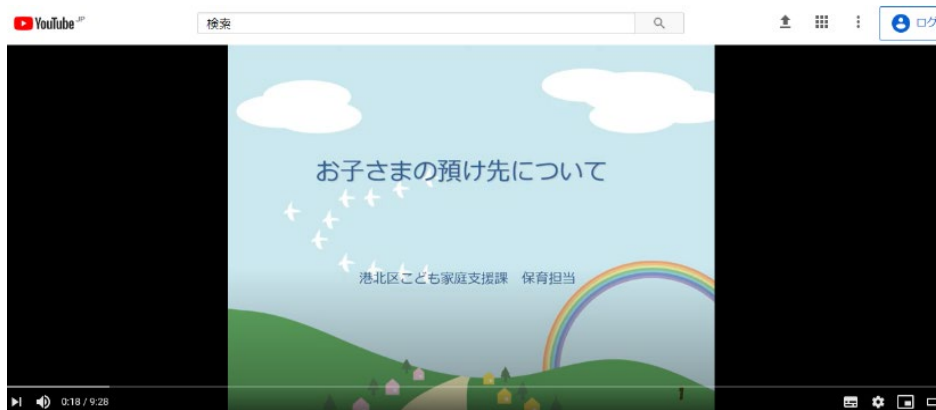 YouTube JP
検索
ログ
お子さまの預け先について
港北区こども家庭支援課 保育担当
1
0:18 / 9:28